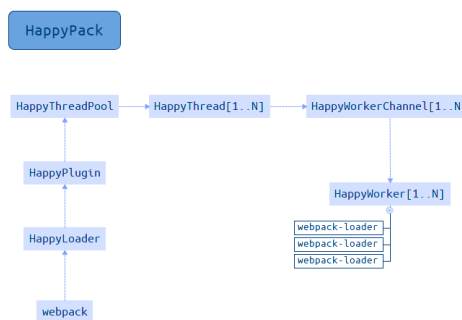 HappyPack
HappyThreadPool
HappyThread[1..N]
HappyWorkerChannel[1..N
HappyPlugin
HappyWorker[1..N]
webpack-loader
HappyLoader
webpack-loader
webpack-loader
webpack